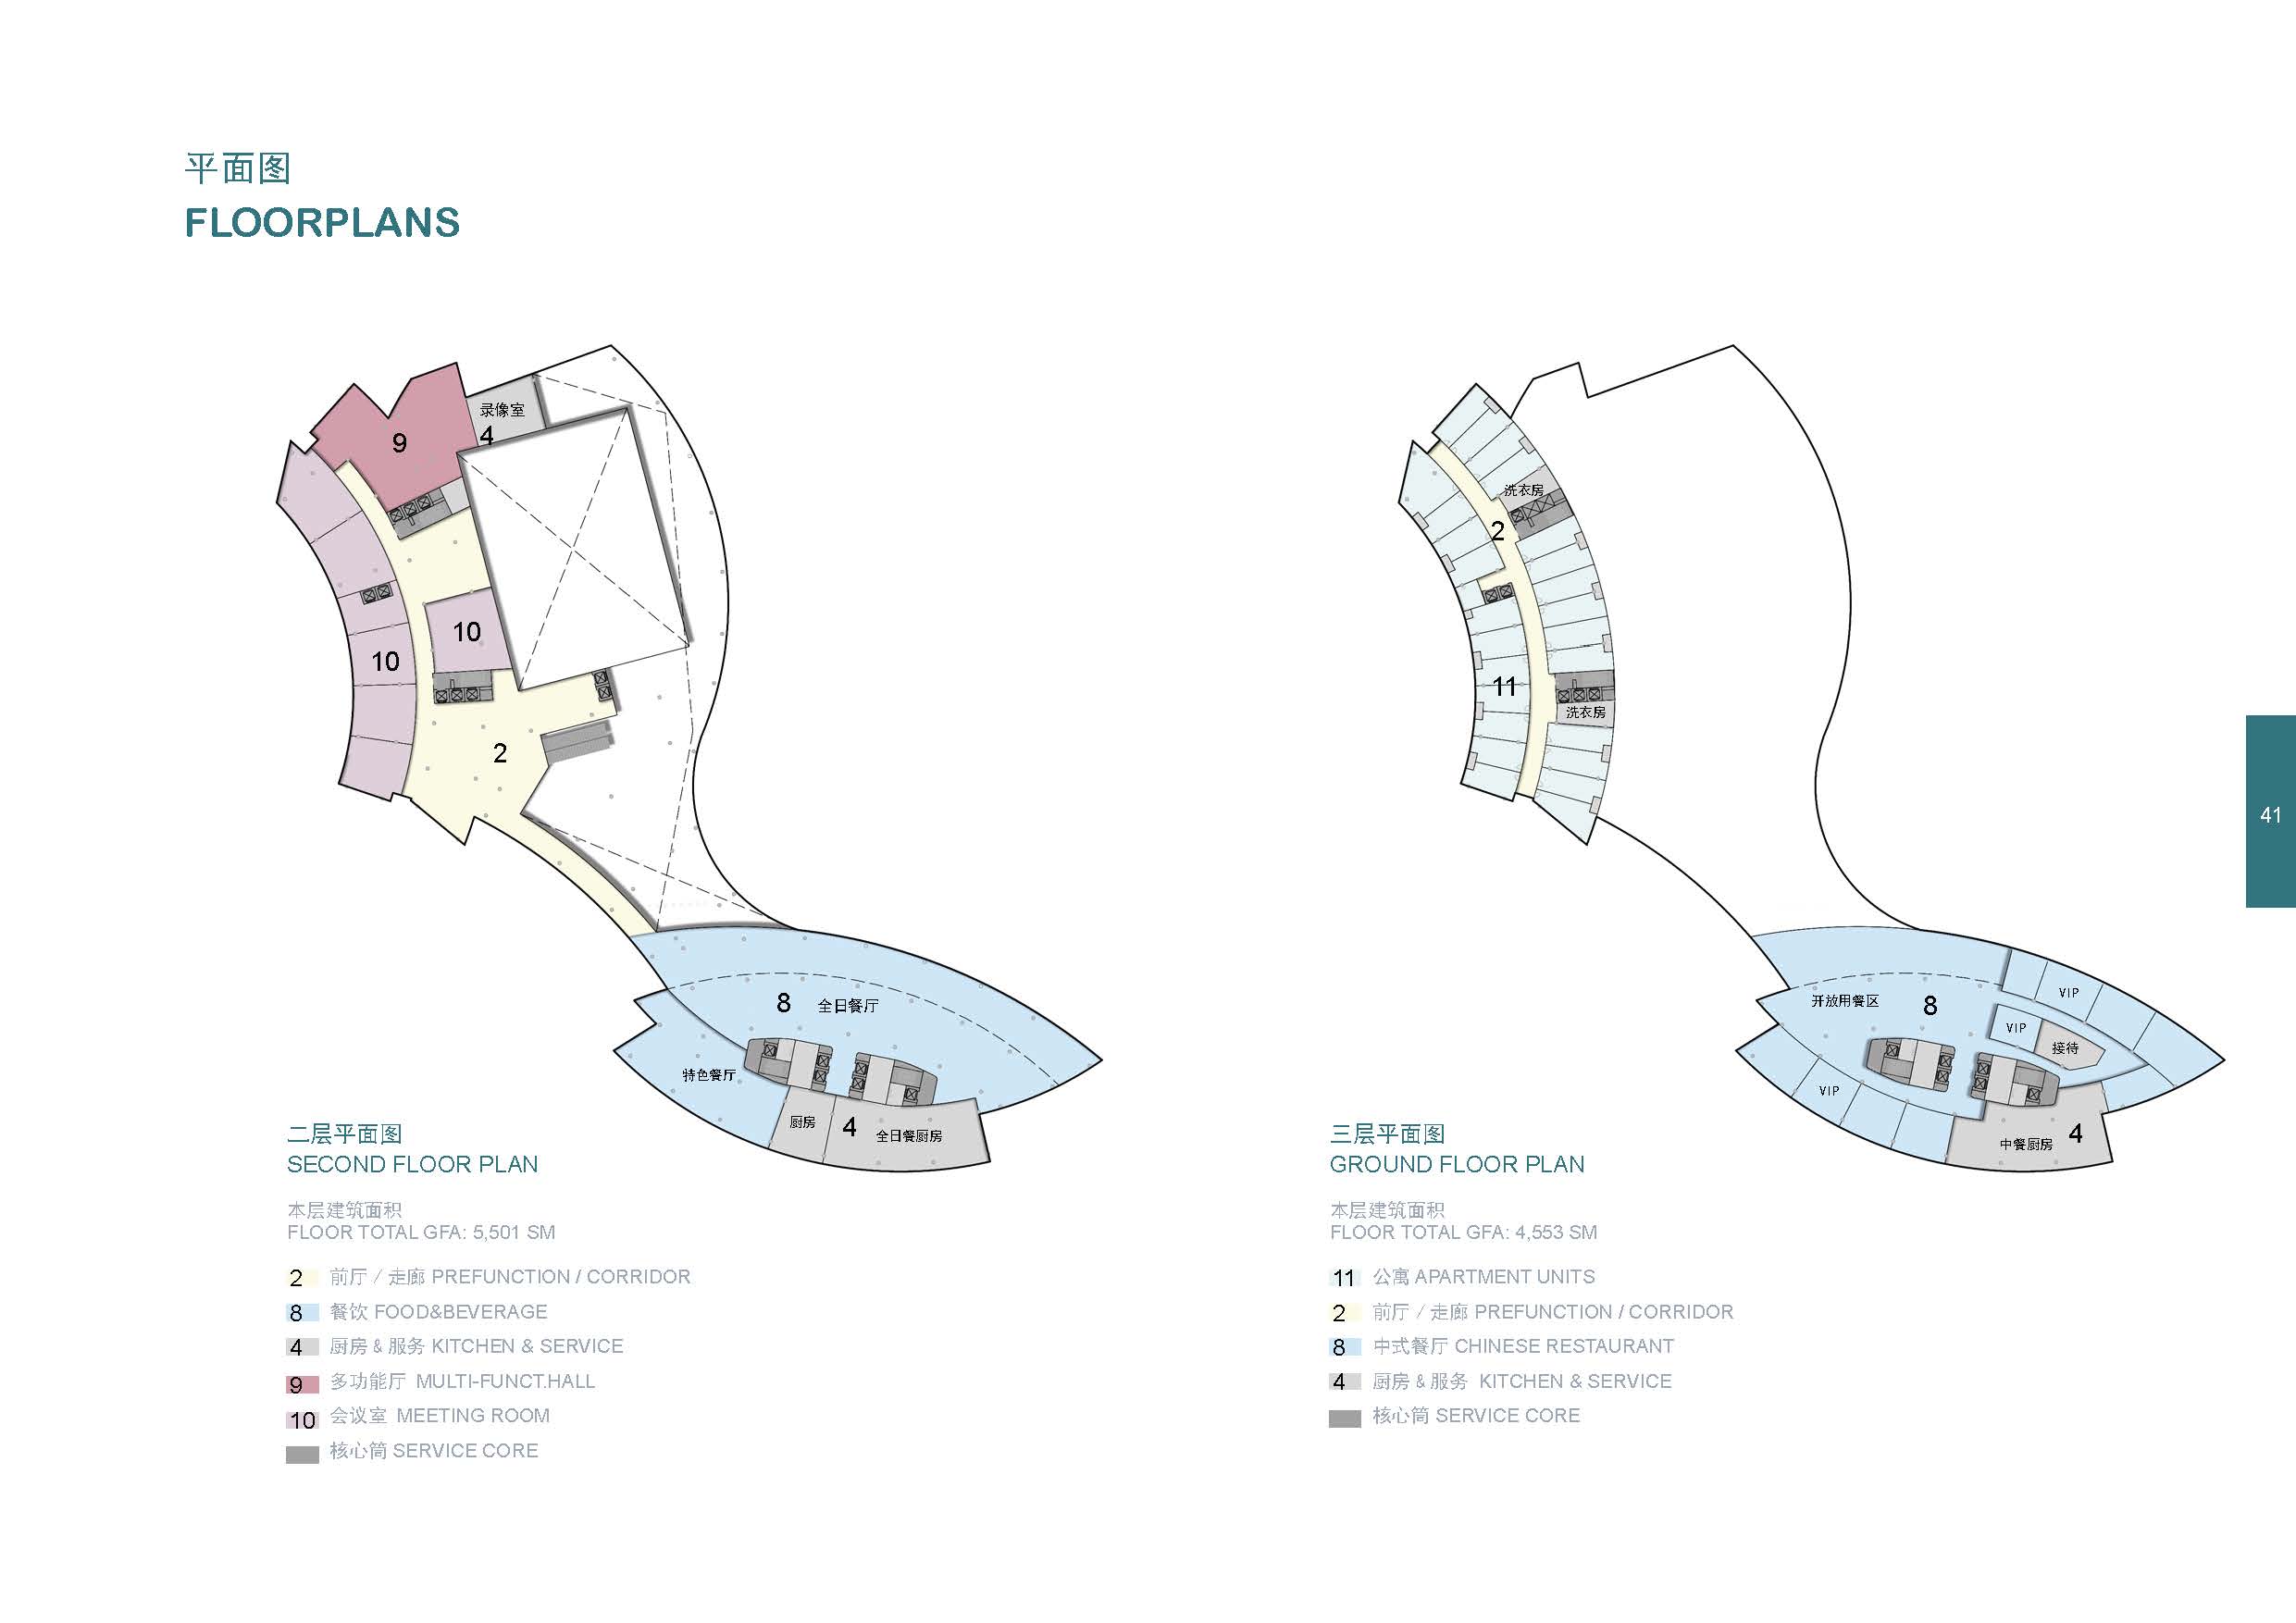 平面图
FLOORPLANS
录像室
4
9
10
10
2
8 全日餐厅
特色餐厅
厨房
4 全日餐厨房
二层平面图
SECOND FLOOR PLAN
本层建筑面积
FLOOR TOTAL GFA: 5,501 SM
2 前厅 / 走廊 PREFUNCTION / CORRIDOR
8 餐饮 FOOD&BEVERAGE
4 厨房 & 服务 KITCHEN & SERVICE
9 多功能厅 MULTI-FUNCT.HALL
10 会议室 MEETING ROOM
核心筒 SERVICE CORE
洗衣房
2
11
洗衣房
开放用餐区 8
VIP
VIP
接待
VIP
中餐厨房 4
三层平面图
GROUND FLOOR PLAN
本层建筑面积
FLOOR TOTAL GFA: 4,553 SM
11 公寓 APARTMENT UNITS
2 前厅 / 走廊 PREFUNCTION / CORRIDOR
8 中式餐厅 CHINESE RESTAURANT
4 厨房 & 服务 KITCHEN & SERVICE
核心筒 SERVICE CORE
41